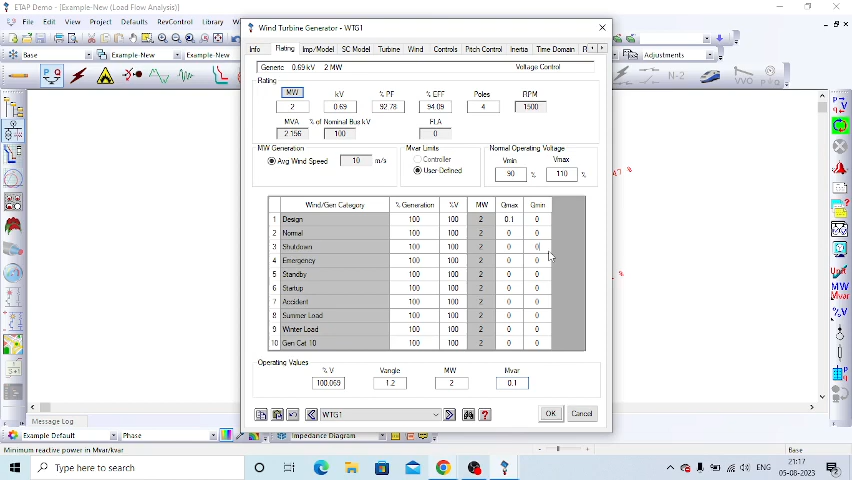 ETAP Demo - [Example-New (Load Flow Analysis)]
File Edit View Project Defaults RevControl Library
Base Example-New Example-New Adjustments
N-2
Wind Turbine Generator - WTG1
Info Rating Imp/Model SC Model Turbine Wind Controls Pitch Control Inertia Time Domain R
Generic 0.69 kV 2 MW Voltage Control
Rating
MW kV % PF % EFF Poles RPM
2 0.69 92.78 94.09 4 1500
MVA % of Nominal Bus kV FLA
2.156 100 0
MW Generation Mvar Limits Normal Operating Voltage
Avg Wind Speed 10 m/s Controller User Defined Vmin Vmax
90 % 110 %
Wind/Gen Category % Generation %V MW Qmax Qmin
1 Design 100 100 2 0.1 0
2 Normal 100 100 2 0 0
3 Shutdown 100 100 2 0 0
4 Emergency 100 100 2 0 0
5 Standby 100 100 2 0 0
6 Startup 100 100 2 0 0
7 Accident 100 100 2 0 0
8 Summer Load 100 100 2 0 0
9 Winter Load 100 100 2 0 0
10 Gen Cat 10 100 100 2 0 0
Operating Values
% V Vangle MW Mvar
100.069 1.2 2 0.1
WTG1 OK Cancel
47 %
%
Unit
MW
Mvar
%V
Message Log
Example Default Phase Impedance Diagram
Minimum reactive power in Mvar/kvar Base
Type here to search
ENG 21:17
05-08-2023
2